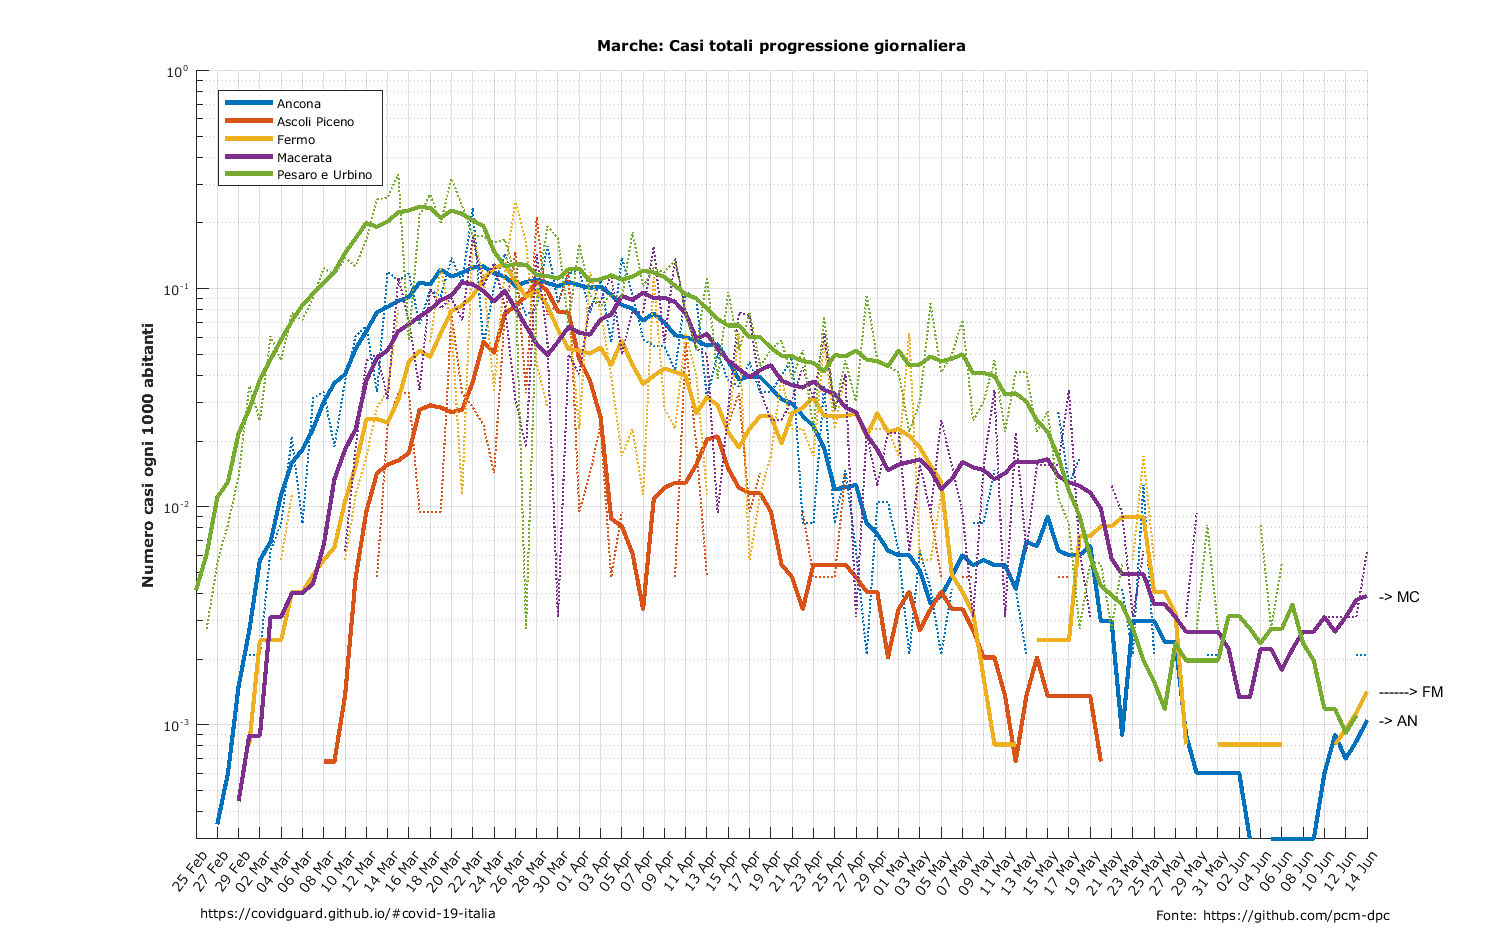 Marche: Casi totali progressione giornaliera
10⁰
10⁻¹
10⁻²
10⁻³
Numero casi ogni 1000 abitanti
Ancona
Ascoli Piceno
Fermo
Macerata
Pesaro e Urbino
-> MC
------> FM
-> AN
25 Feb
27 Feb
29 Feb
02 Mar
04 Mar
06 Mar
08 Mar
10 Mar
12 Mar
14 Mar
16 Mar
18 Mar
20 Mar
22 Mar
24 Mar
26 Mar
28 Mar
30 Mar
01 Apr
03 Apr
05 Apr
07 Apr
09 Apr
11 Apr
13 Apr
15 Apr
17 Apr
19 Apr
21 Apr
23 Apr
25 Apr
27 Apr
29 Apr
01 May
03 May
05 May
07 May
09 May
11 May
13 May
15 May
17 May
19 May
21 May
23 May
25 May
27 May
29 May
31 May
02 Jun
04 Jun
06 Jun
08 Jun
10 Jun
12 Jun
14 Jun
https://covidguard.github.io/#covid-19-italia
Fonte: https://github.com/pcm-dpc